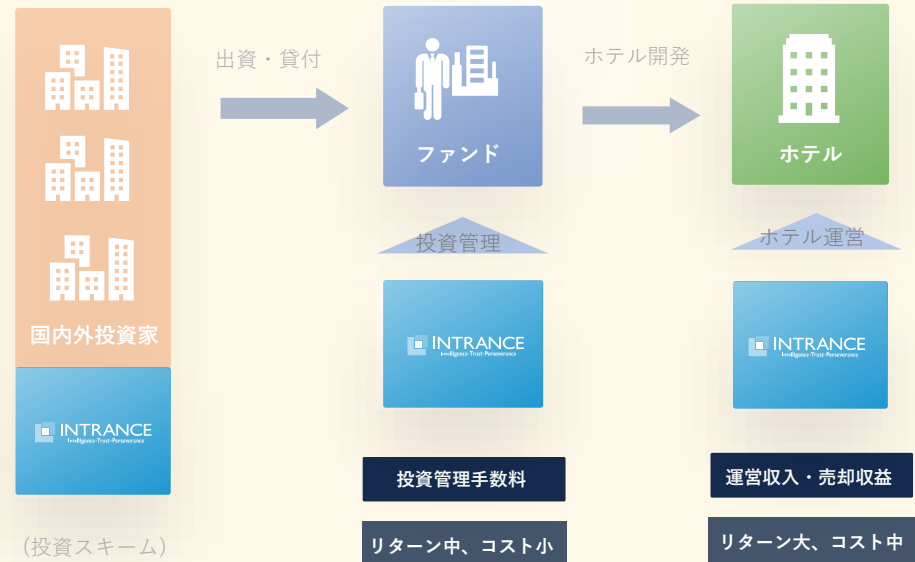 出資・貸付
ホテル開発
ファンド
ホテル
投資管理
ホテル運営
国内外投資家
INTRANCE
Intelligence·Trust·Perseverance
INTRANCE
Intelligence·Trust·Perseverance
INTRANCE
Intelligence·Trust·Perseverance
投資管理手数料
運営収入・売却収益
(投資スキーム)
リターン中、コスト小
リターン大、コスト中